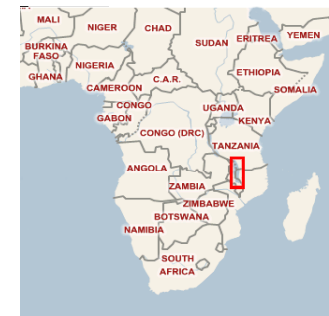 MALI
NIGER
CHAD
SUDAN
ERITREA
YEMEN
BURKINA
FASO
NIGERIA
GHANA
CAMEROON
C.A.R.
ETHIOPIA
SOMALIA
CONGO
GABON
UGANDA
KENYA
CONGO (DRC)
TANZANIA
ANGOLA
ZAMBIA
ZIMBABWE
BOTSWANA
NAMIBIA
SOUTH
AFRICA